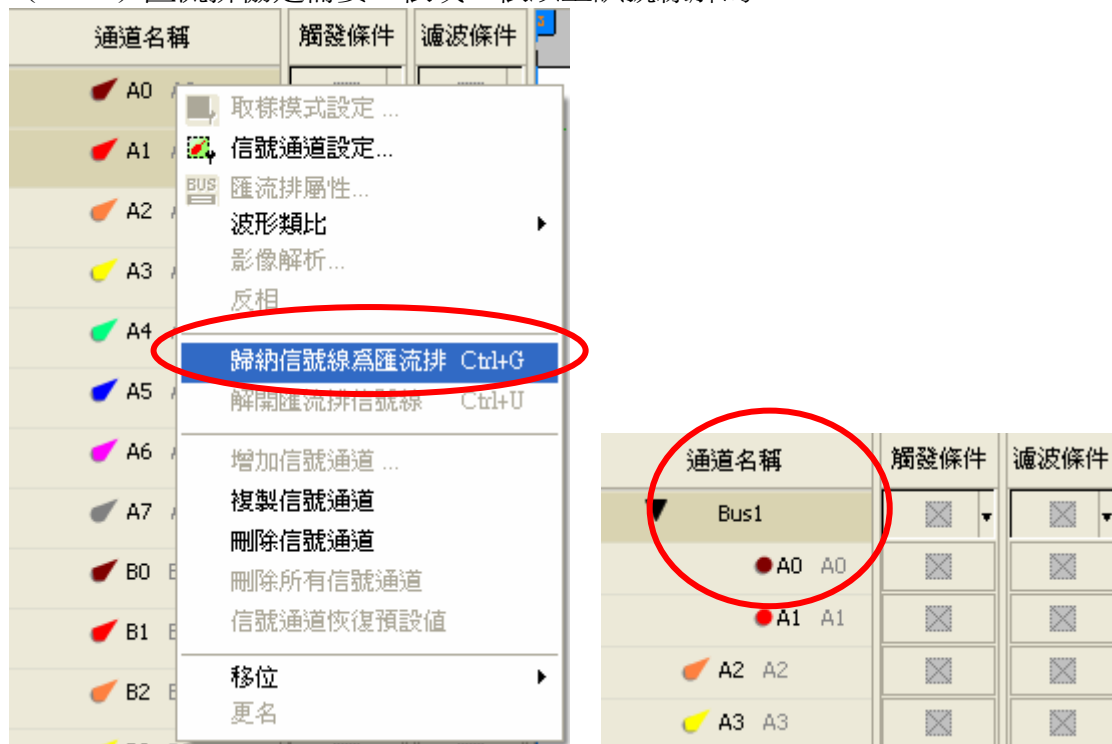 通道名稱 觸發條件 濾波條件
A0
取樣模式設定 ...
A1
信號通道設定...
BUS 匯流排屬性...
A2
波形類比
A3
影像解析...
反相
A4
歸納信號線為匯流排 Ctrl+G
A5
解開匯流排信號線 Ctrl+U
A6
增加信號通道 ...
A7
複製信號通道
刪除信號通道
B0
刪除所有信號通道
B1
信號通道恢復預設值
B2
移位
更名
通道名稱 觸發條件 濾波條件
Bus1
A0 A0
A1 A1
A2 A2
A3 A3